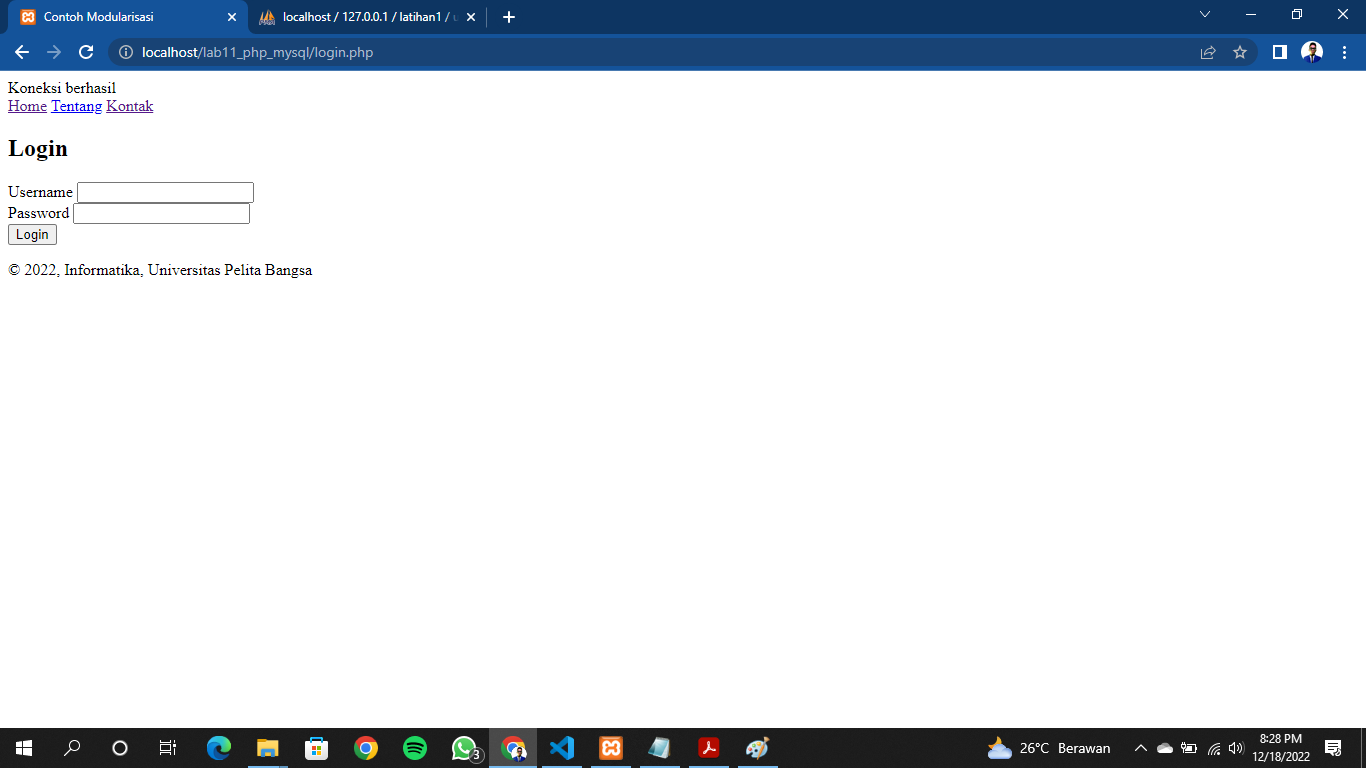 Contoh Modularisasi
localhost / 127.0.0.1 / latihan1 /
localhost/lab11_php_mysql/login.php
Koneksi berhasil
Home Tentang Kontak
Login
Username
Password
Login
© 2022, Informatika, Universitas Pelita Bangsa
3
26°C Berawan
8:28 PM
12/18/2022